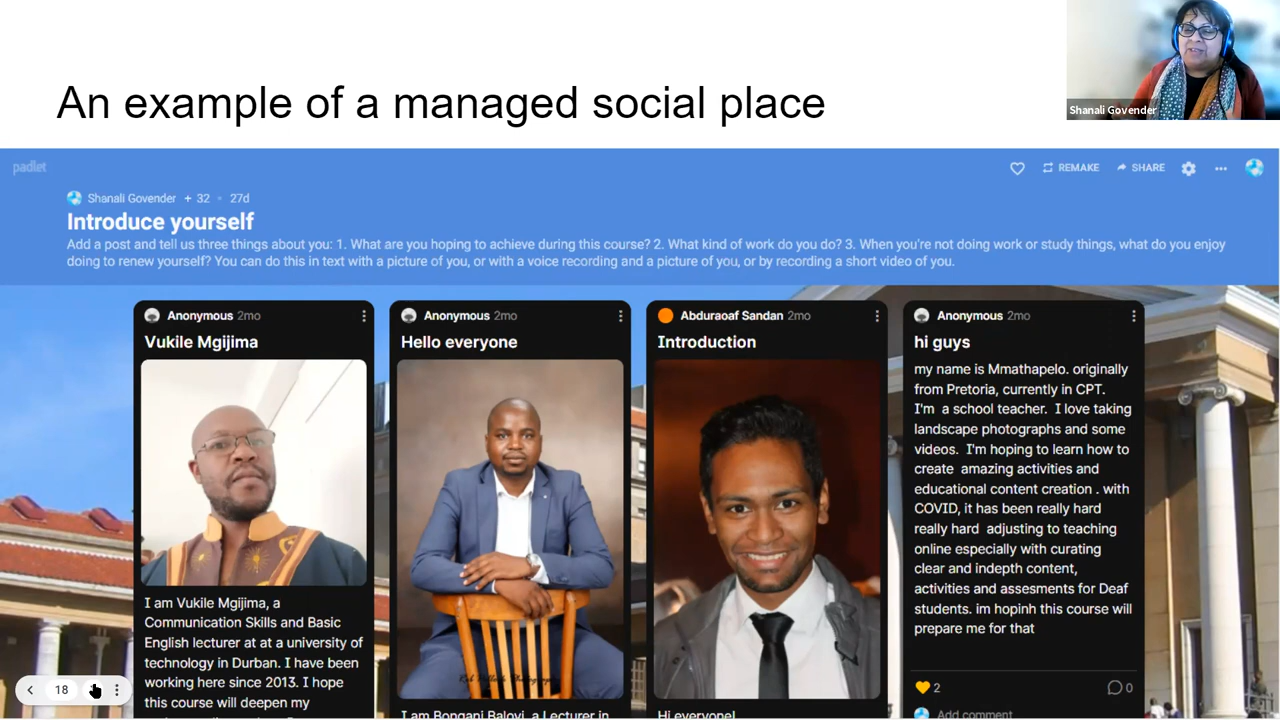 An example of a managed social place
Shanali Govender
padlet
REMAKE
SHARE
Shanali Govender + 32 • 27d
Introduce yourself
Add a post and tell us three things about you: 1. What are you hoping to achieve during this course? 2. What kind of work do you do? 3. When you're not doing work or study things, what do you enjoy
doing to renew yourself? You can do this in text with a picture of you, or with a voice recording and a picture of you, or by recording a short video of you.
Anonymous 2mo
Vukile Mgijima
I am Vukile Mgijima, a
Communication Skills and Basic
English lecturer at at a university of
technology in Durban. I have been
working here since 2013. I hope
this course will deepen my
Anonymous 2mo
Hello everyone
I am Bongani Baloyi, a Lecturer in
Abduraoaf Sandan 2mo
Introduction
Hi everyone!
Anonymous 2mo
hi guys
my name is Mmathapelo. originally
from Pretoria, currently in CPT.
I'm a school teacher. I love taking
landscape photographs and some
videos. I'm hoping to learn how to
create amazing activities and
educational content creation . with
COVID, it has been really hard
really hard adjusting to teaching
online especially with curating
clear and indepth content,
activities and assesments for Deaf
students. im hopinh this course will
prepare me for that
2
0
Add comment
18